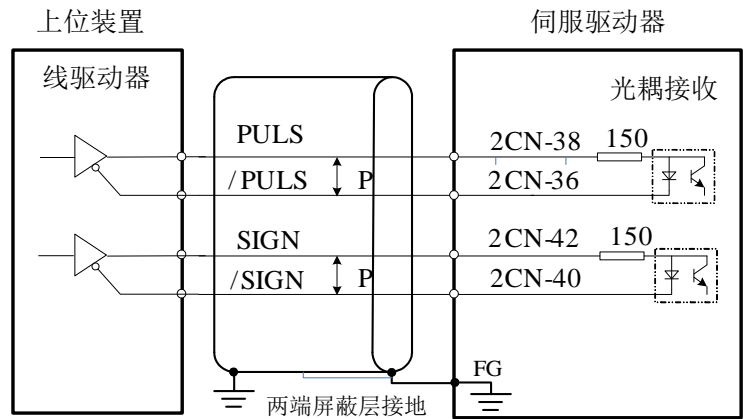 上位装置
伺服驱动器
线驱动器
光耦接收
PULS
2CN-38
150
/PULS
P
2CN-36
SIGN
2CN-42
150
/SIGN
P
2CN-40
FG
两端屏蔽层接地